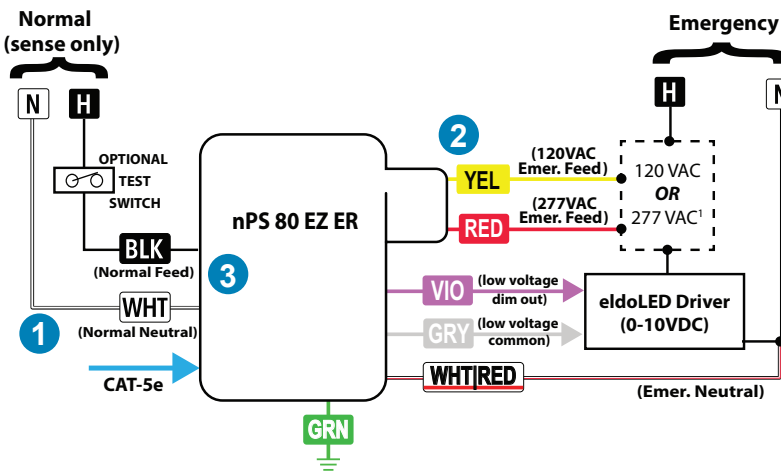 Normal
(sense only)
Emergency
N
H
H
N
OPTIONAL
TEST
SWITCH
BLK
(Normal Feed)
3
WHT
(Normal Neutral)
1
CAT-5e
nPS 80 EZ ER
2
(120VAC
Emer. Feed)
YEL
(277VAC
Emer. Feed)
RED
120 VAC
OR
277 VAC¹
VIO
(low voltage
dim out)
GRY
(low voltage
common)
eldoLED Driver
(0-10VDC)
WHT|RED
(Emer. Neutral)
GRN